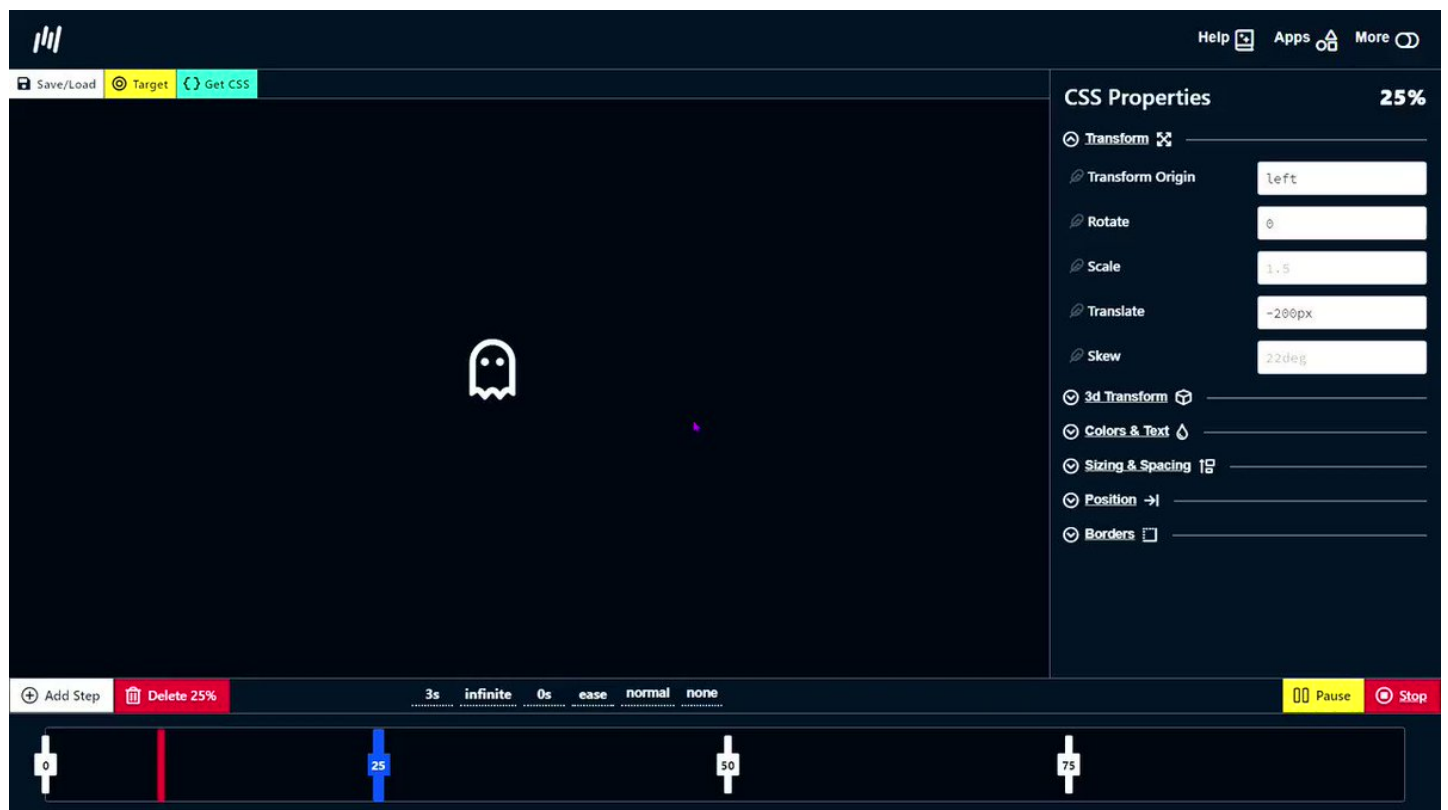 Help Apps More
Save/Load Target {} Get CSS
CSS Properties 25%
Transform
Transform Origin left
Rotate 0
Scale 1.5
Translate -200px
Skew 22deg
3d Transform
Colors & Text
Sizing & Spacing
Position
Borders
Add Step Delete 25% 3s infinite 0s ease normal none Pause Stop
0 25 50 75